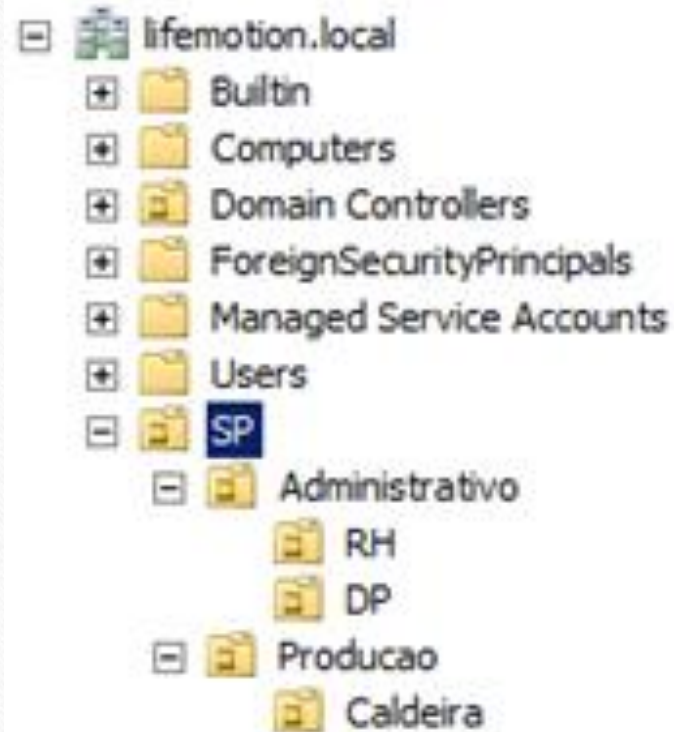 lifemotion.local
Builtin
Computers
Domain Controllers
ForeignSecurityPrincipals
Managed Service Accounts
Users
SP
Administrativo
RH
DP
Producao
Caldeira